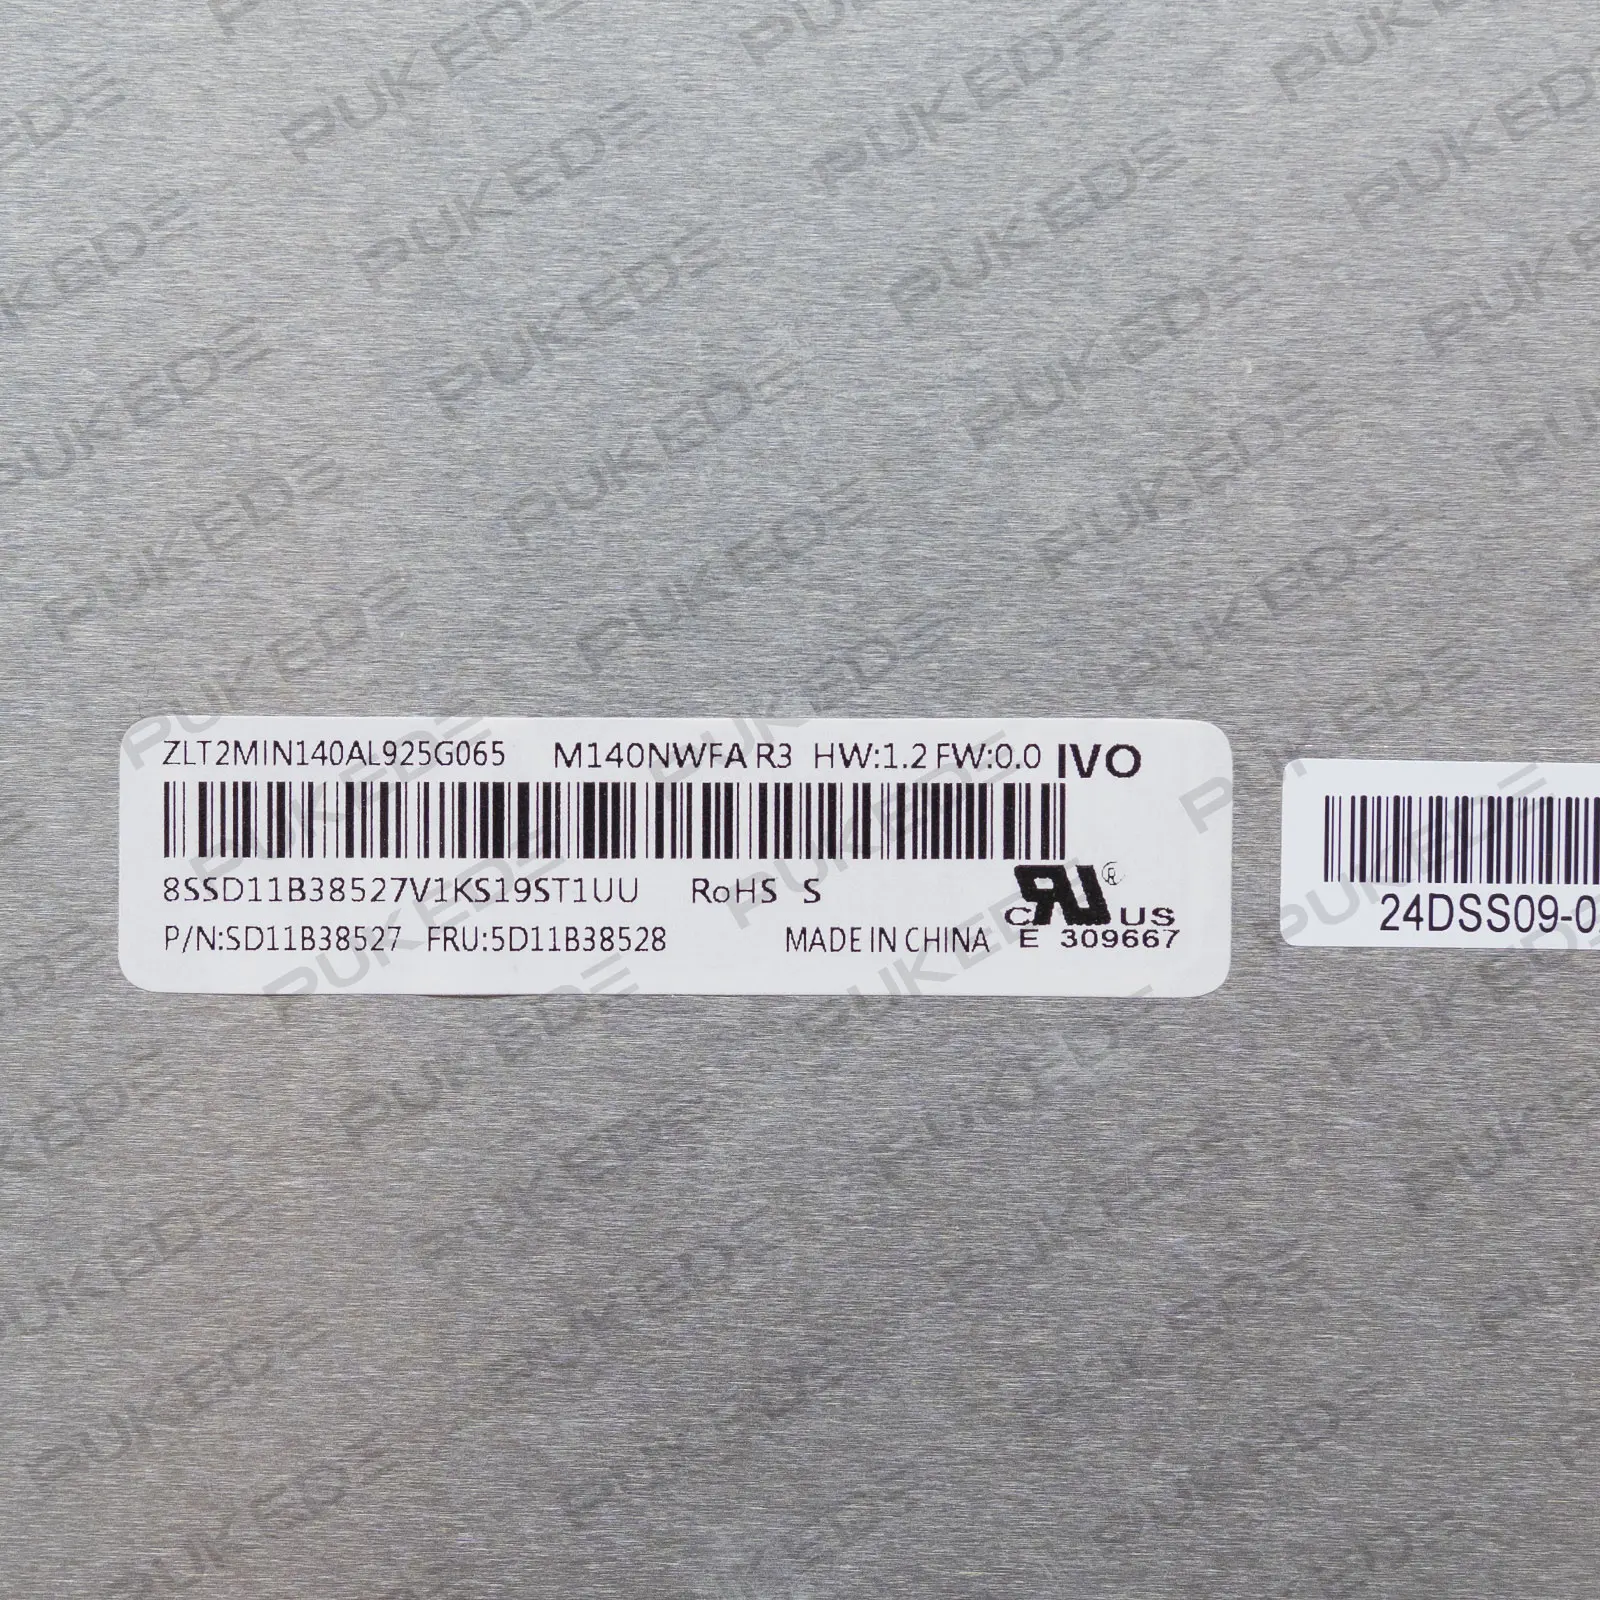 ZLT2MIN140AL925G065 M140NWFA R3 HW:1.2 FW:0.0 IVO
8SSD11B38527V1KS19ST1UU RoHS S
P/N:SD11B38527 FRU:5D11B38528 MADE IN CHINA
C RU ® US
E 309667
24DSS09-0
PUKEDE